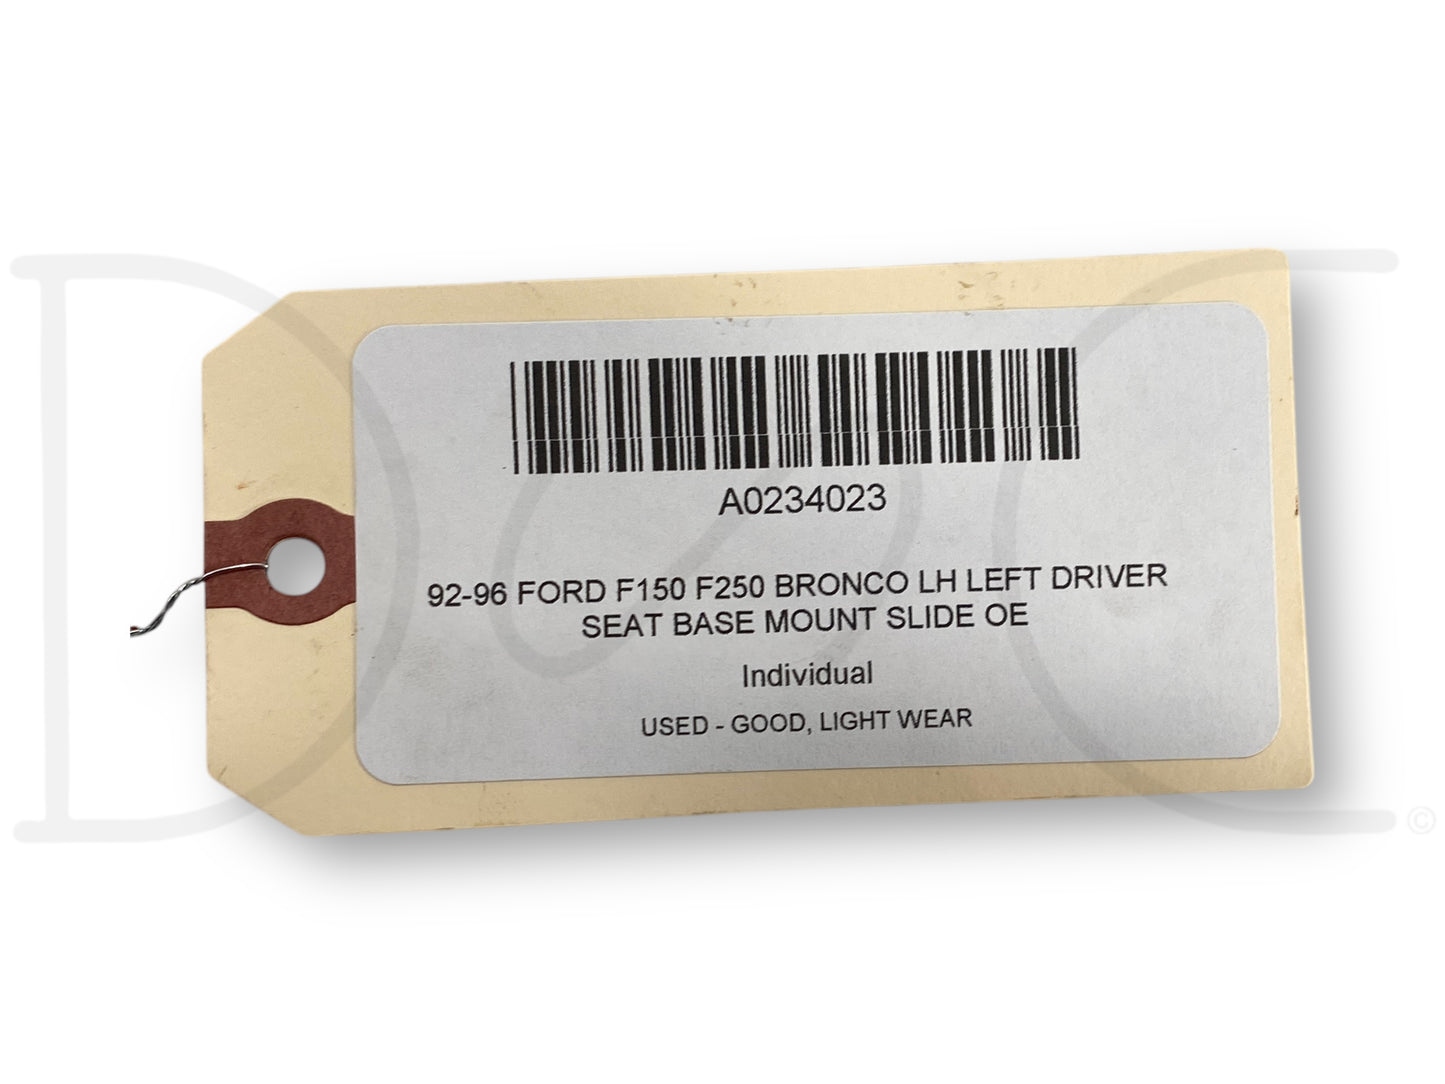 A0234023
92-96 FORD F150 F250 BRONCO LH LEFT DRIVER
SEAT BASE MOUNT SLIDE OE
Individual
USED - GOOD, LIGHT WEAR
D C ©